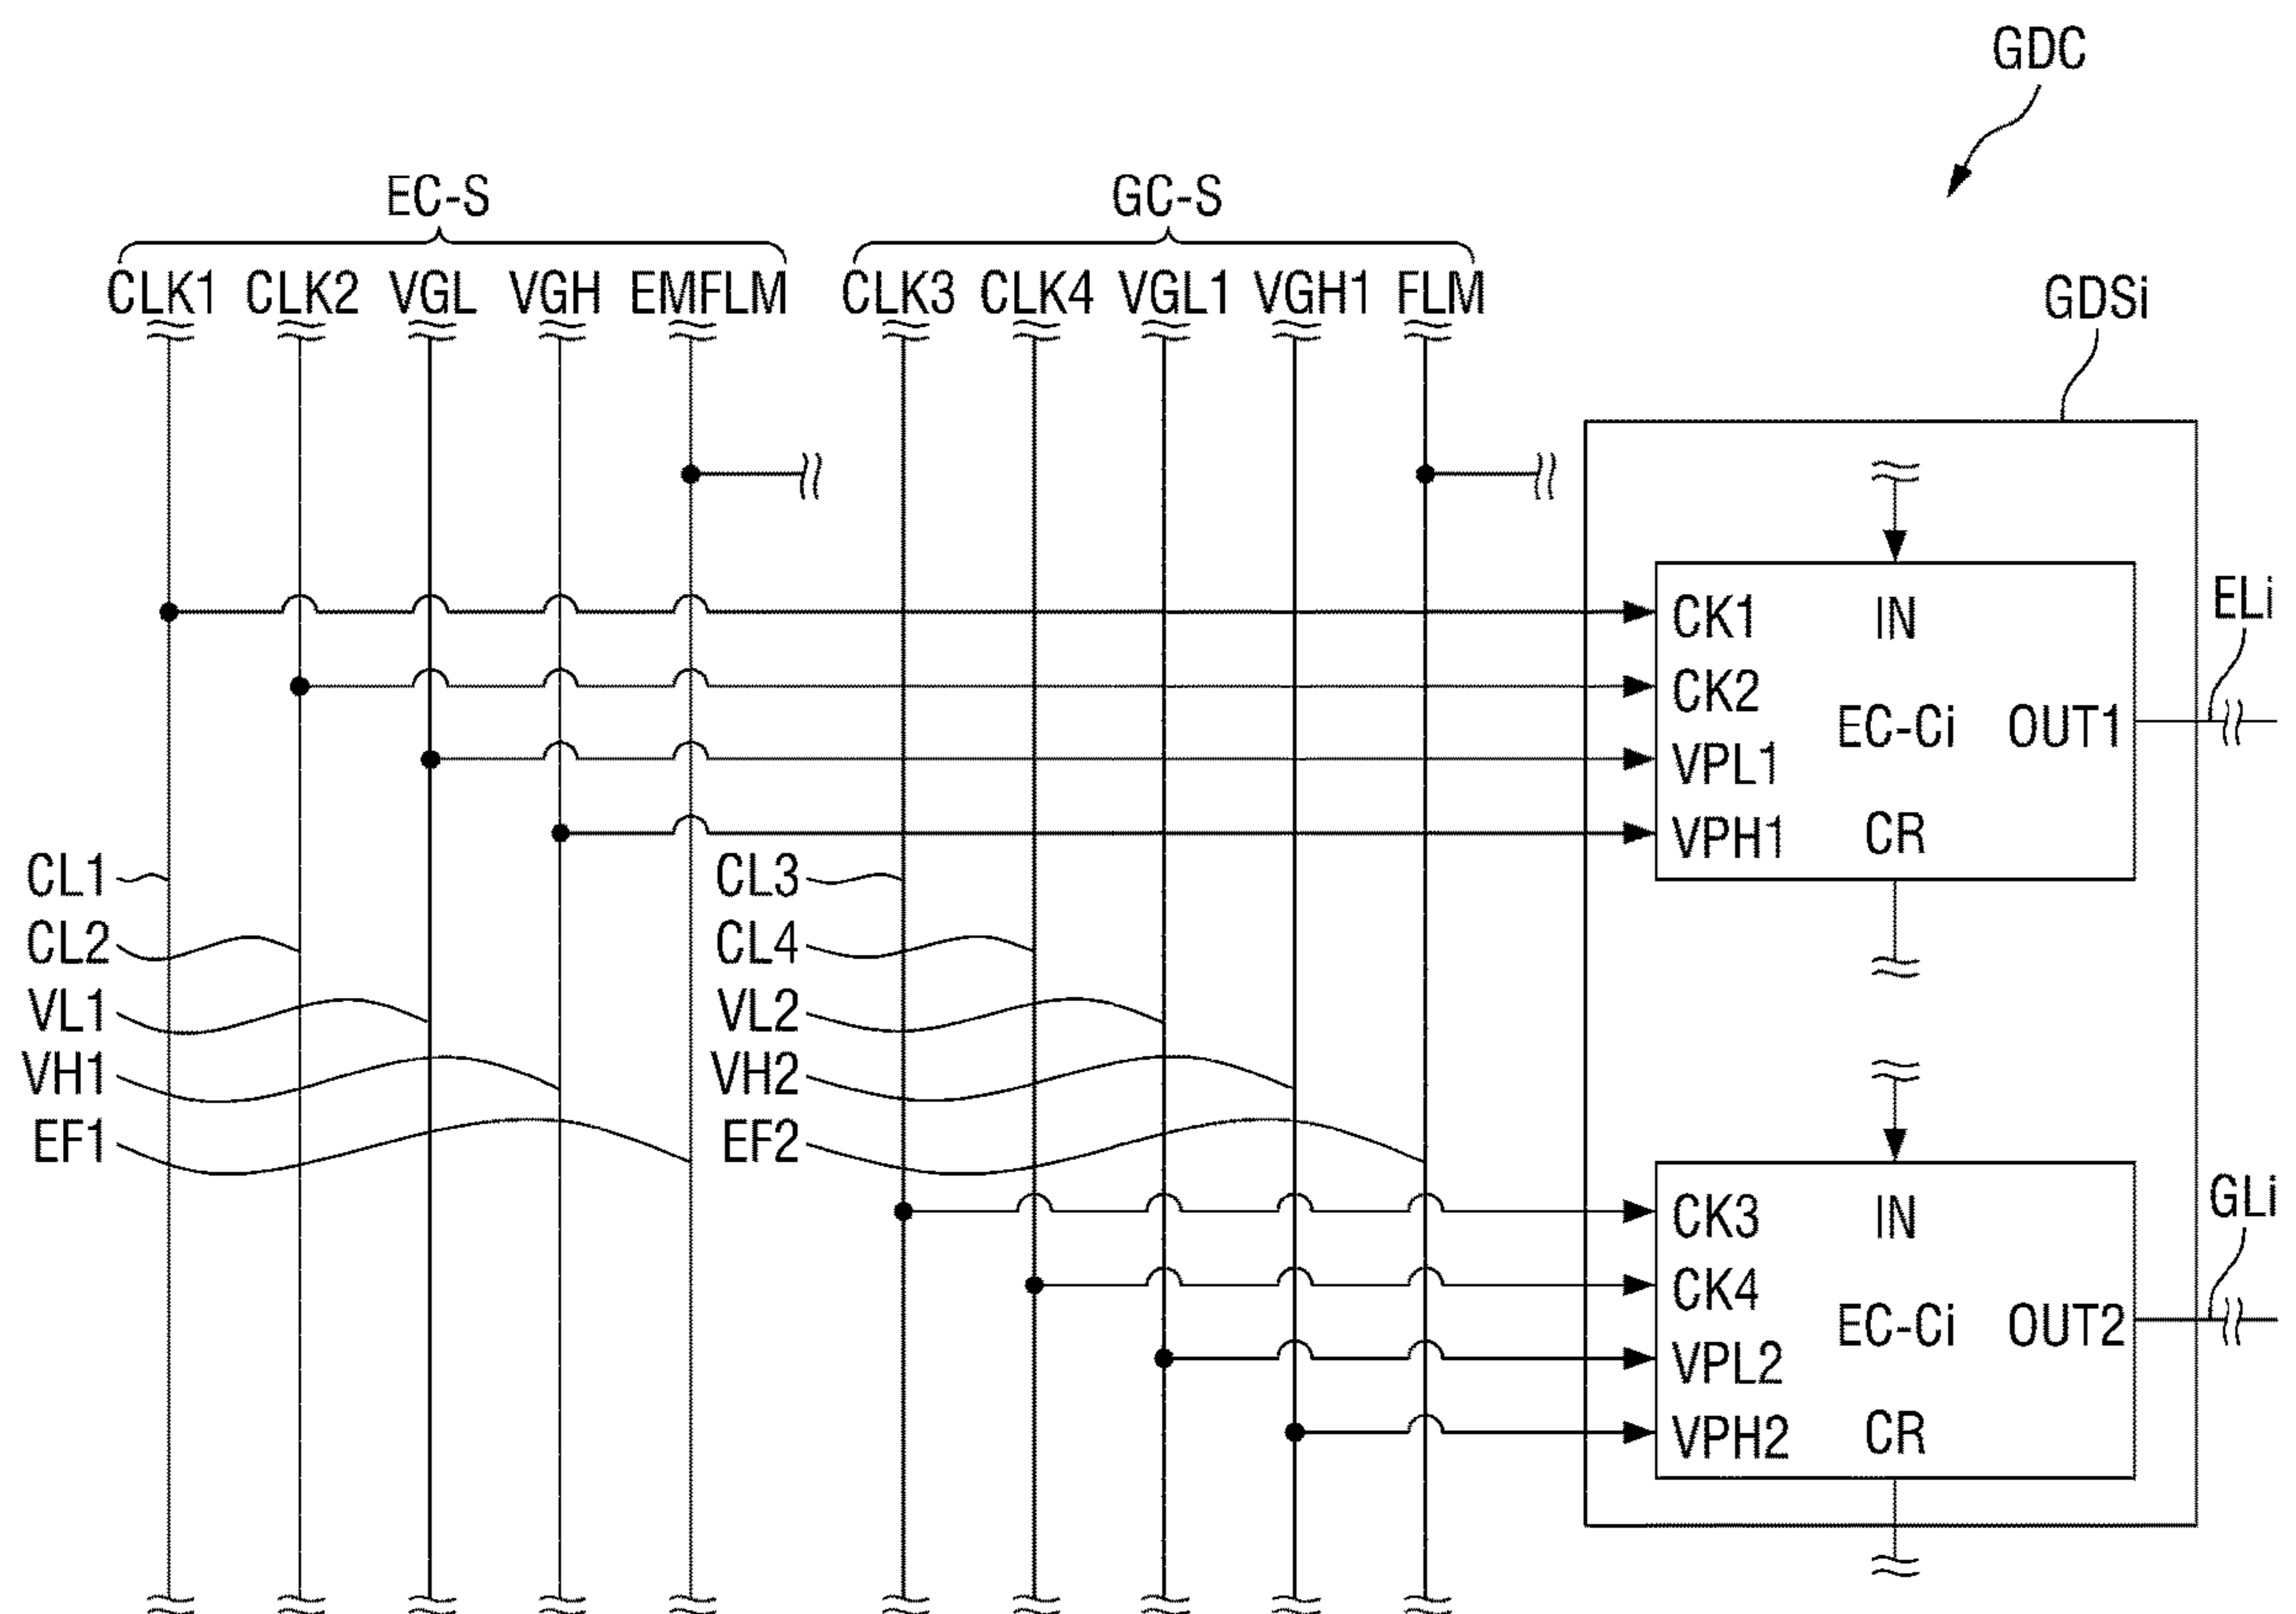 GDC
EC-S GC-S
CLK1 CLK2 VGL VGH EMFLM CLK3 CLK4 VGL1 VGH1 FLM
GDSi
CK1 IN
ELi
CK2
EC-Ci OUT1
VPL1
VPH1 CR
CL1 CL3
CL2 CL4
VL1 VL2
VH1 VH2
EF1 EF2
CK3 IN
GLi
CK4
EC-Ci OUT2
VPL2
VPH2 CR